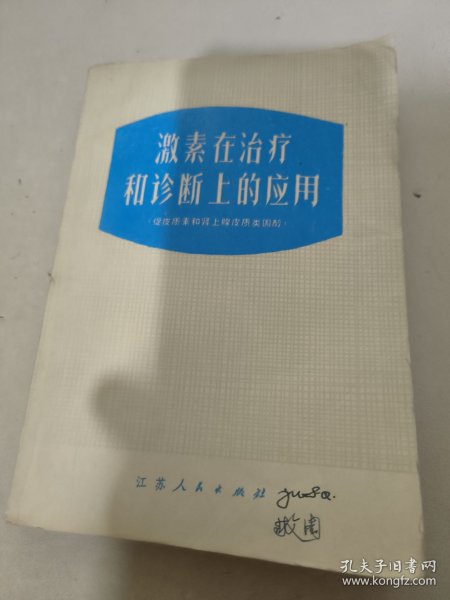 激素在治疗
和诊断上的应用
·促皮质素和肾上腺皮质类固醇·
江苏人民出版社
孔夫子旧书网
www.kongfz.com